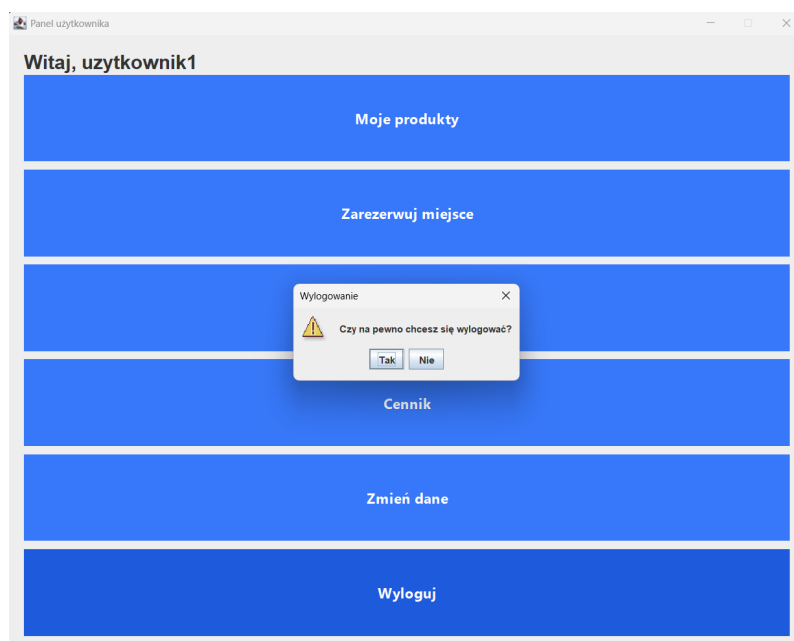 Panel użytkownika
Witaj, uzytkownik1
Moje produkty
Zarezerwuj miejsce
Wylogowanie
Czy na pewno chcesz się wylogować?
Tak Nie
Cennik
Zmień dane
Wyloguj